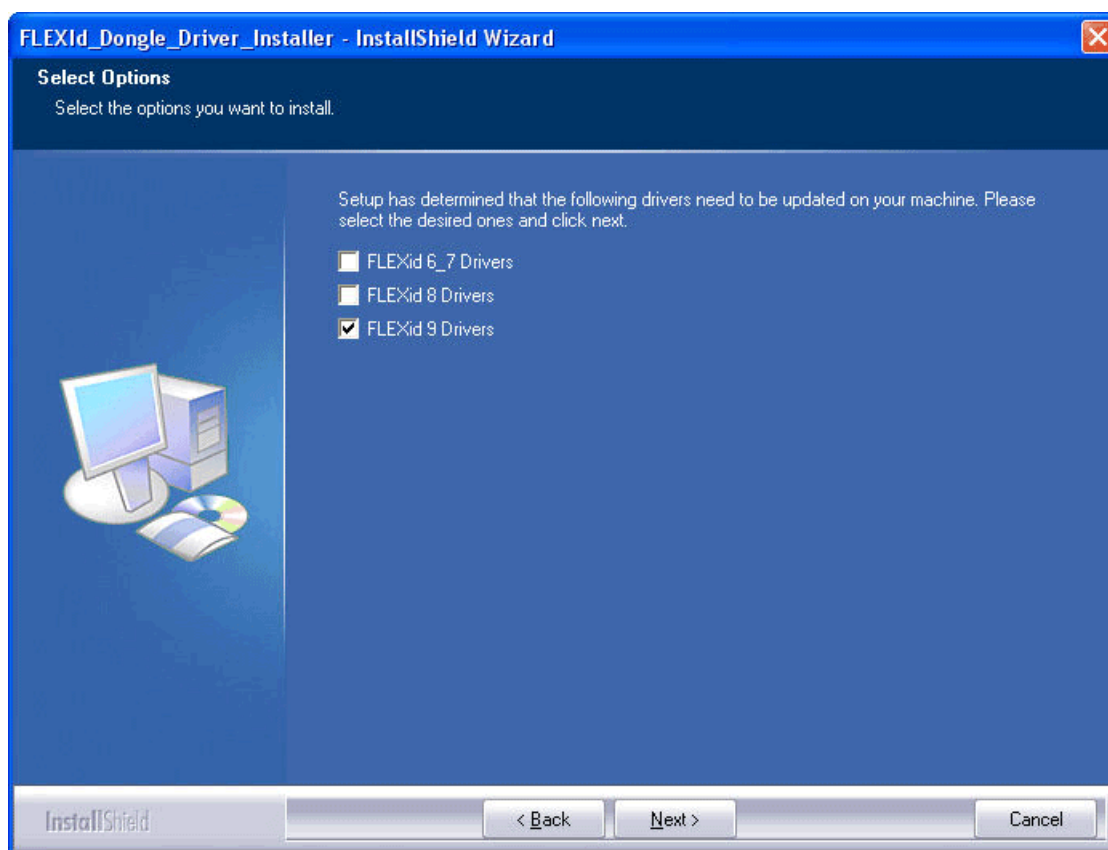 FLEXId_Dongle_Driver_Installer - InstallShield Wizard
Select Options
Select the options you want to install.
Setup has determined that the following drivers need to be updated on your machine. Please
select the desired ones and click next.
FLEXid 6_7 Drivers
FLEXid 8 Drivers
FLEXid 9 Drivers
InstallShield
< Back
Next >
Cancel